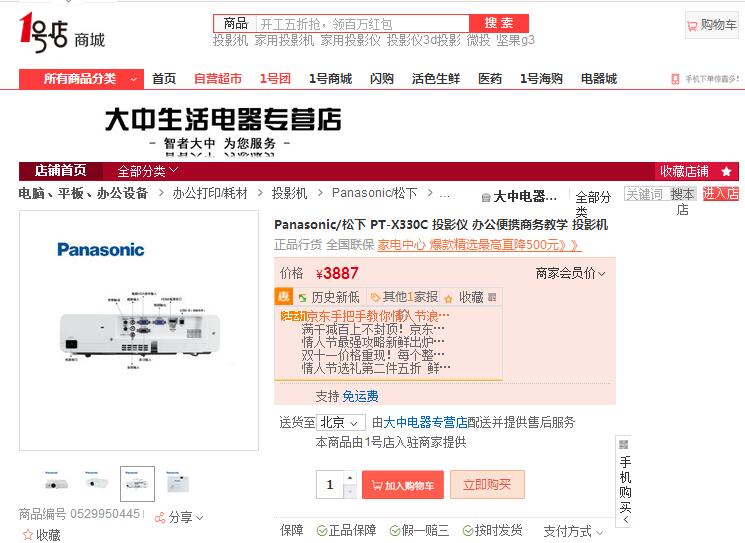 1号店 商城
商品 开工五折抢，领百万红包 搜 索
购物车
投影机 家用投影机 家用投影仪 投影仪3d投影 微投 坚果g3
所有商品分类 首页 自营超市 1号团 1号商城 闪购 活色生鲜 医药 1号海购 电器城
手机下单惊喜多!
大中生活电器专营店
- 智者大中 为您服务 -
店铺首页 全部分类 收藏店铺
电脑、平板、办公设备 > 办公打印/耗材 > 投影机 > Panasonic/松下 > ...
大中电器… 全部分类 关键词 搜本店 进入店
Panasonic
Panasonic/松下 PT-X330C 投影仪 办公便携商务教学 投影机
正品行货 全国联保 家电中心 爆款精选最高直降500元》》
价格 ¥3887 商家会员价
惠 历史新低 其他1家报价 收藏
活动 京东手把手教你情人节浪…
满千减百上不封顶！京东…
情人节最强攻略新鲜出炉…
双十一价格重现！每个整…
情人节选礼第二件五折 鲜…
支持 免运费
送货至 北京 由大中电器专营店配送并提供售后服务
本商品由1号店入驻商家提供
1 加入购物车 立即购买
手机购买 <
商品编号 0529950445 分享
收藏
保障 正品保障 假一赔三 按时发货 支付方式